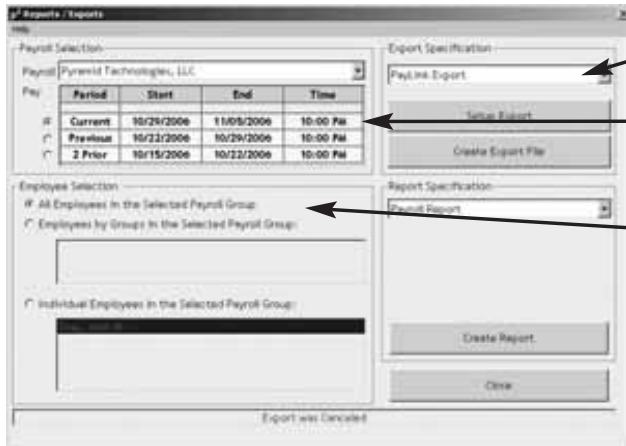 Reports / Exports
Help
Payroll Selection
Payroll Pyramid Technologies, LLC
Pay
Period Start End Time
Current 10/29/2006 11/05/2006 10:00 PM
Previous 10/22/2006 10/29/2006 10:00 PM
2 Prior 10/15/2006 10/22/2006 10:00 PM
Export Specification
PayLink Export
Setup Export
Create Export File
Employee Selection
All Employees in the Selected Payroll Group
Employees by Groups in the Selected Payroll Group:
Individual Employees in the Selected Payroll Group:
Report Specification
Payroll Report
Create Report
Close
Export was Canceled